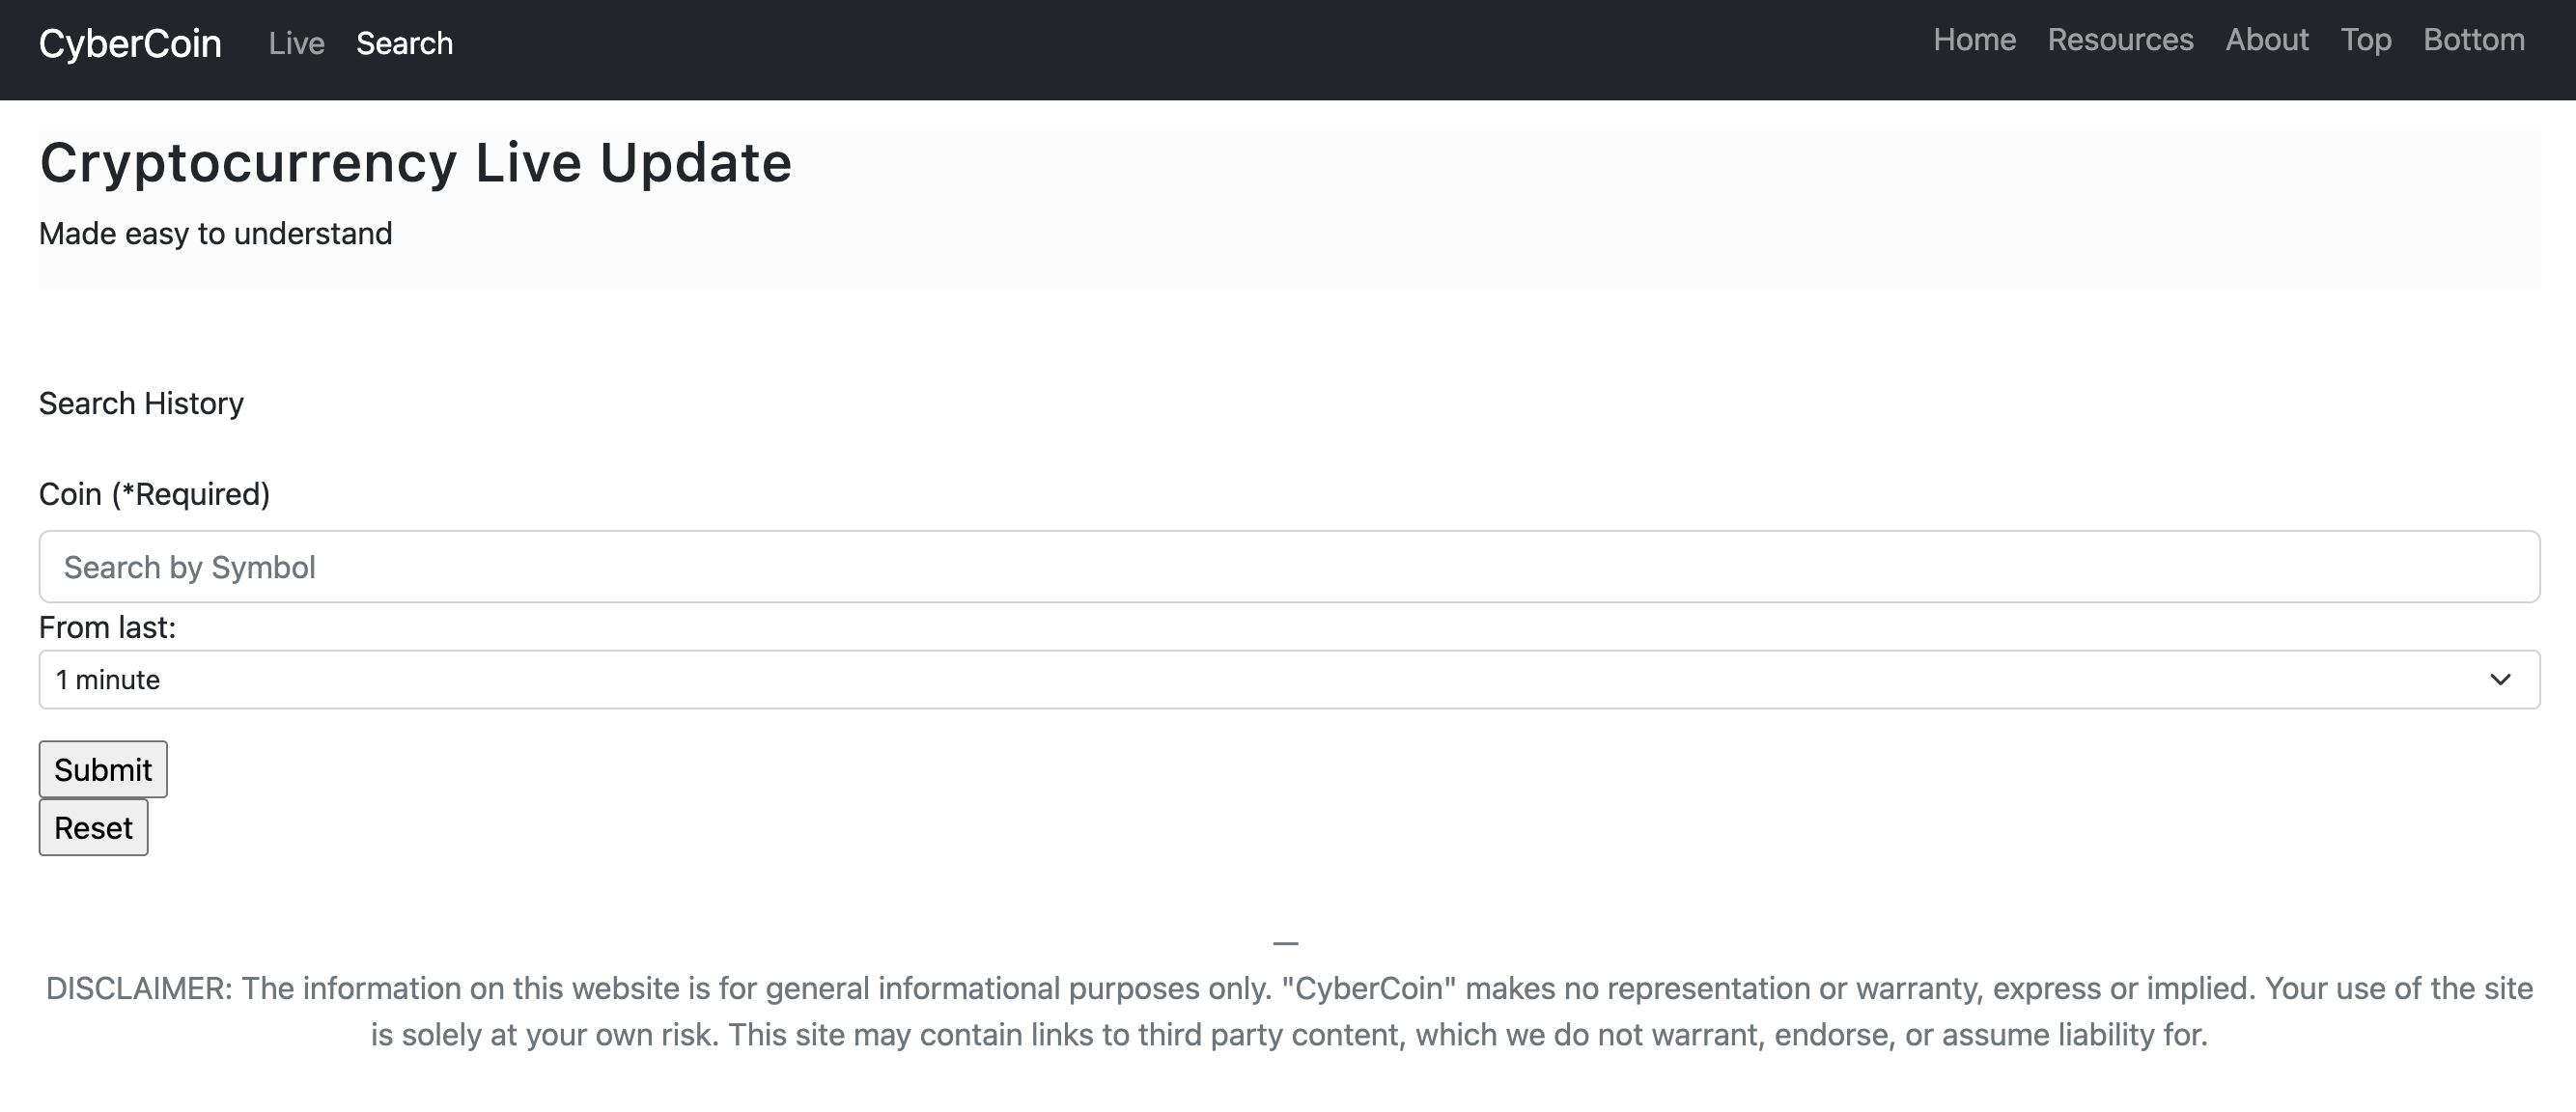 CyberCoin Live Search Home Resources About Top Bottom
Cryptocurrency Live Update
Made easy to understand
Search History
Coin (*Required)
Search by Symbol
From last:
1 minute
Submit
Reset
—
DISCLAIMER: The information on this website is for general informational purposes only. "CyberCoin" makes no representation or warranty, express or implied. Your use of the site
is solely at your own risk. This site may contain links to third party content, which we do not warrant, endorse, or assume liability for.